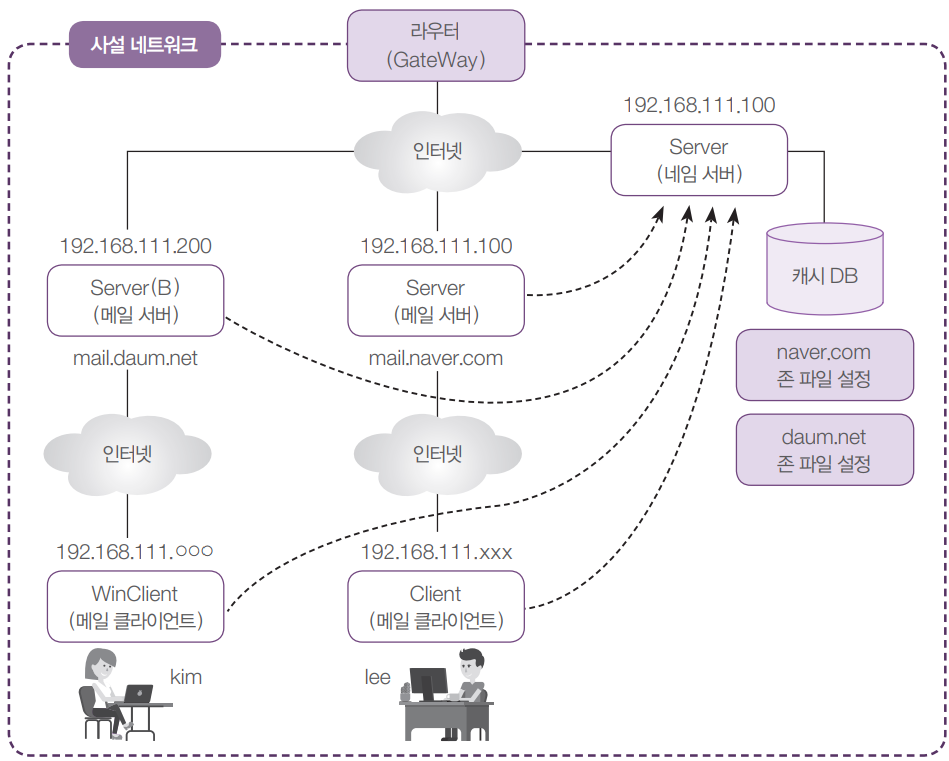 사설 네트워크
라우터
(GateWay)
192.168.111.100
인터넷
Server
(네임 서버)
192.168.111.200
192.168.111.100
Server(B)
(메일 서버)
Server
(메일 서버)
캐시 DB
mail.daum.net
mail.naver.com
naver.com
존 파일 설정
daum.net
존 파일 설정
인터넷
인터넷
192.168.111.○○○
192.168.111.xxx
WinClient
(메일 클라이언트)
Client
(메일 클라이언트)
kim
lee